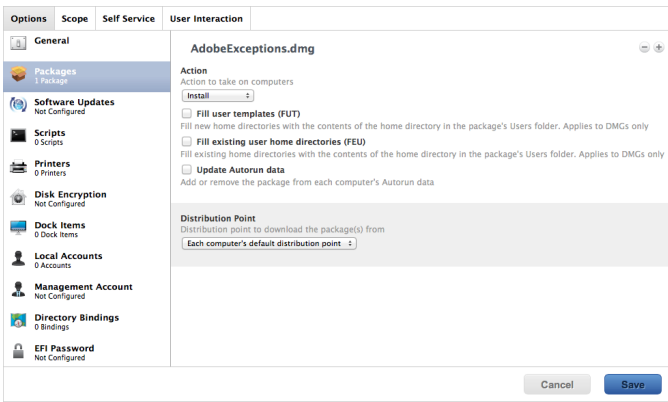 Options Scope Self Service User Interaction
General
Packages
1 Package
Software Updates
Not Configured
Scripts
0 Scripts
Printers
0 Printers
Disk Encryption
Not Configured
Dock Items
0 Dock Items
Local Accounts
0 Accounts
Management Account
Not Configured
Directory Bindings
0 Bindings
EFI Password
Not Configured
AdobeExceptions.dmg
Action
Action to take on computers
Install
Fill user templates (FUT)
Fill new home directories with the contents of the home directory in the package's Users folder. Applies to DMGs only
Fill existing user home directories (FEU)
Fill existing home directories with the contents of the home directory in the package's Users folder. Applies to DMGs only
Update Autorun data
Add or remove the package from each computer's Autorun data
Distribution Point
Distribution point to download the package(s) from
Each computer's default distribution point
Cancel Save